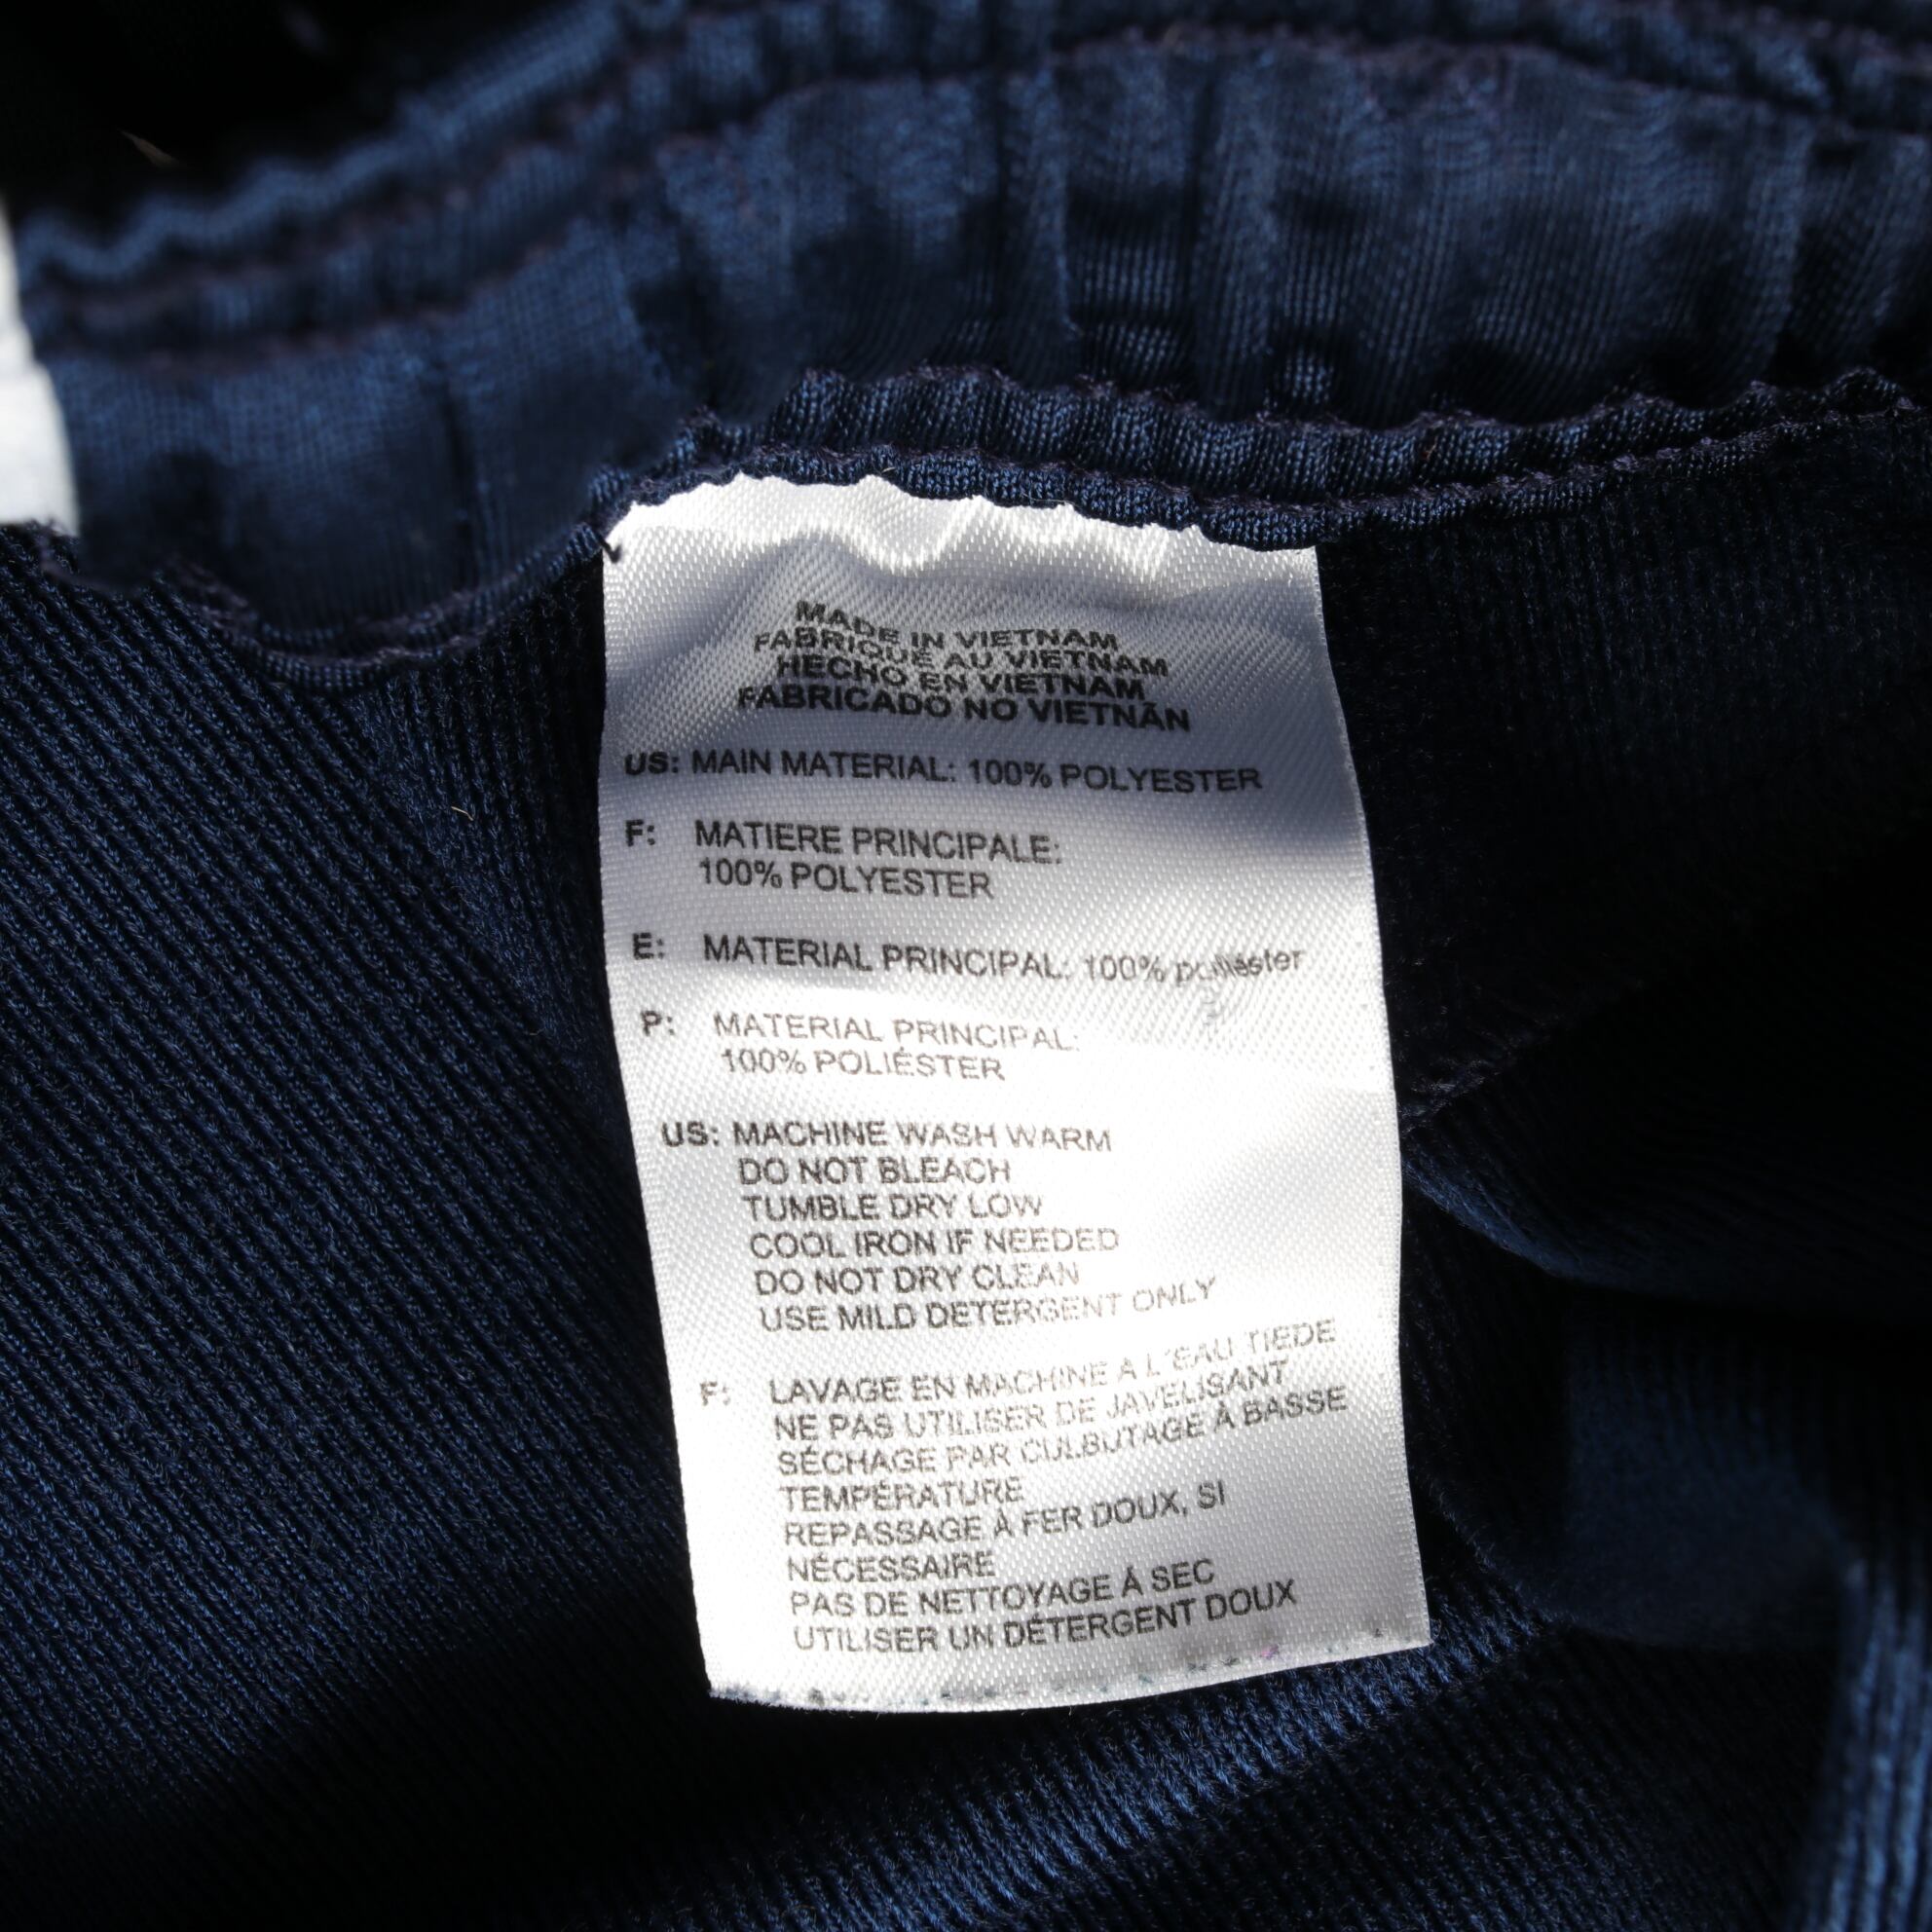 MADE IN VIETNAM
FABRIQUÉ AU VIETNAM
HECHO EN VIETNAM
FABRICADO NO VIETNÃN
US: MAIN MATERIAL: 100% POLYESTER
F: MATIERE PRINCIPALE:
100% POLYESTER
E: MATERIAL PRINCIPAL: 100% poliéster
P: MATERIAL PRINCIPAL:
100% POLIÉSTER
US: MACHINE WASH WARM
DO NOT BLEACH
TUMBLE DRY LOW
COOL IRON IF NEEDED
DO NOT DRY CLEAN
USE MILD DETERGENT ONLY
F: LAVAGE EN MACHINE A L'EAU TIEDE
NE PAS UTILISER DE JAVELISANT
SÉCHAGE PAR CULBUTAGE À BASSE
TEMPÉRATURE
REPASSAGE À FER DOUX, SI
NÉCESSAIRE
PAS DE NETTOYAGE Á SEC
UTILISER UN DÉTERGENT DOUX